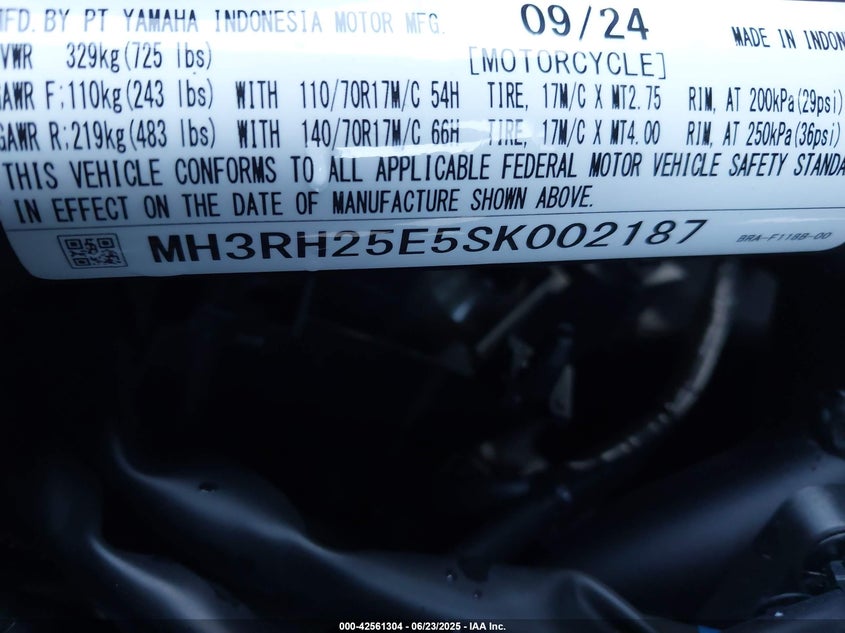 MFD. BY PT YAMAHA INDONESIA MOTOR MFG. 09/24 MADE IN INDON
VWR 329kg(725 lbs) [MOTORCYCLE]
GAWR F:110kg(243 lbs) WITH 110/70R17M/C 54H TIRE, 17M/C X MT2.75 RIM, AT 200kPa(29psi)
GAWR R:219kg(483 lbs) WITH 140/70R17M/C 66H TIRE, 17M/C X MT4.00 RIM, AT 250kPa(36psi)
THIS VEHICLE CONFORMS TO ALL APPLICABLE FEDERAL MOTOR VEHICLE SAFETY STANDA
IN EFFECT ON THE DATE OF MANUFACTURE SHOWN ABOVE.
MH3RH25E5SK002187 BRA-F118B-00
000-42561304 - 06/23/2025 - IAA Inc.